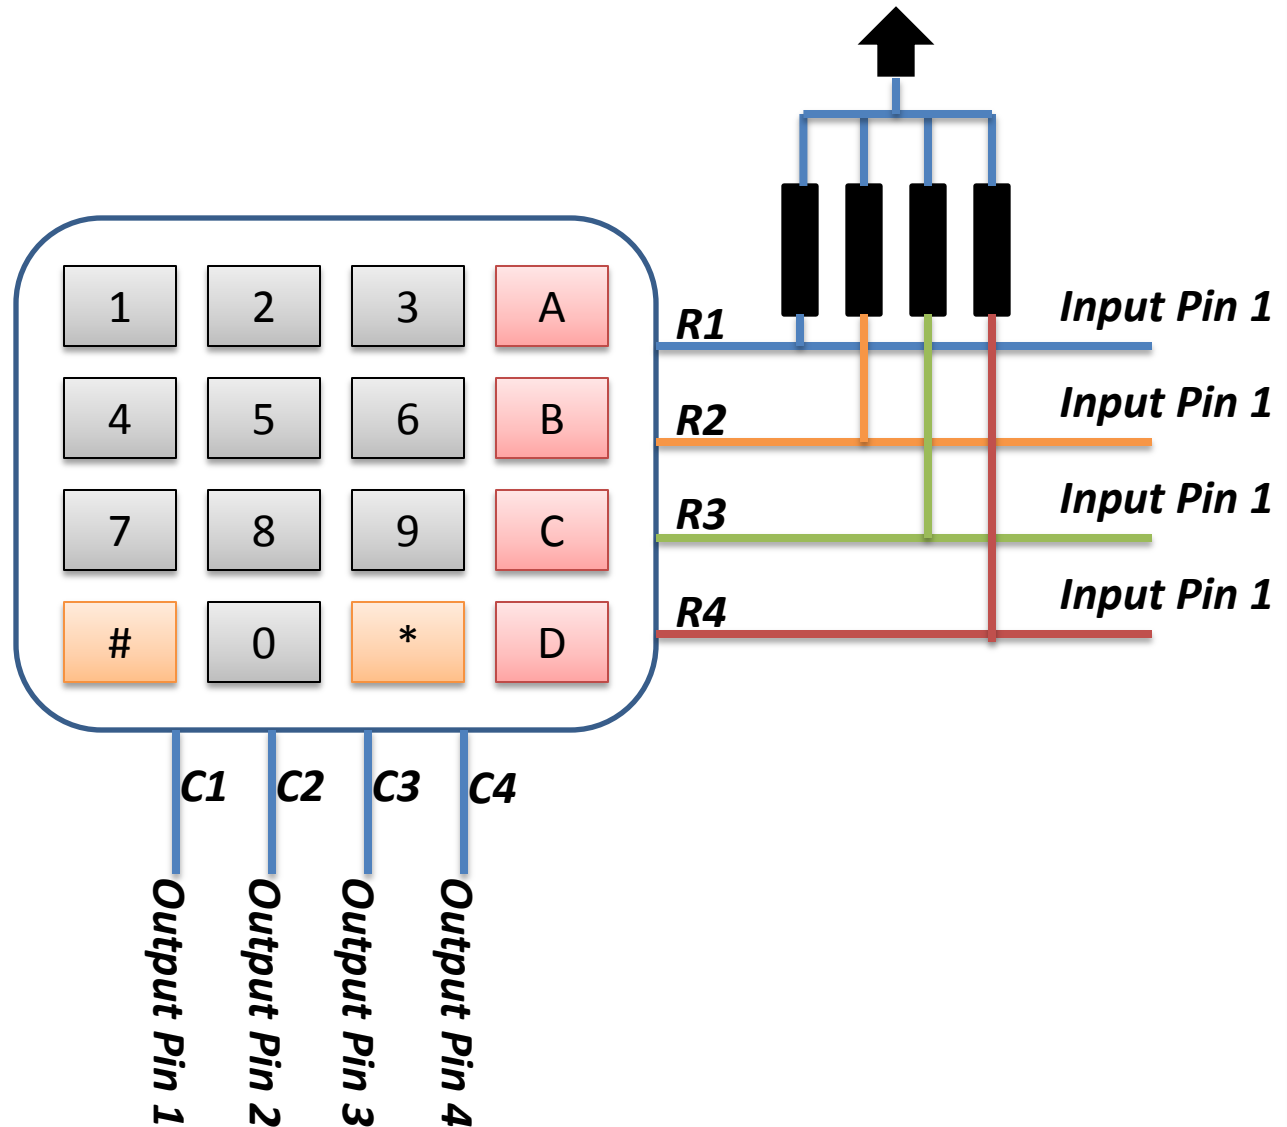 1 2 3 A
R1
Input Pin 1
4 5 6 B
R2
Input Pin 1
7 8 9 C
R3
Input Pin 1
# 0 * D
R4
Input Pin 1
C1 C2 C3 C4
Output Pin 1
Output Pin 2
Output Pin 3
Output Pin 4